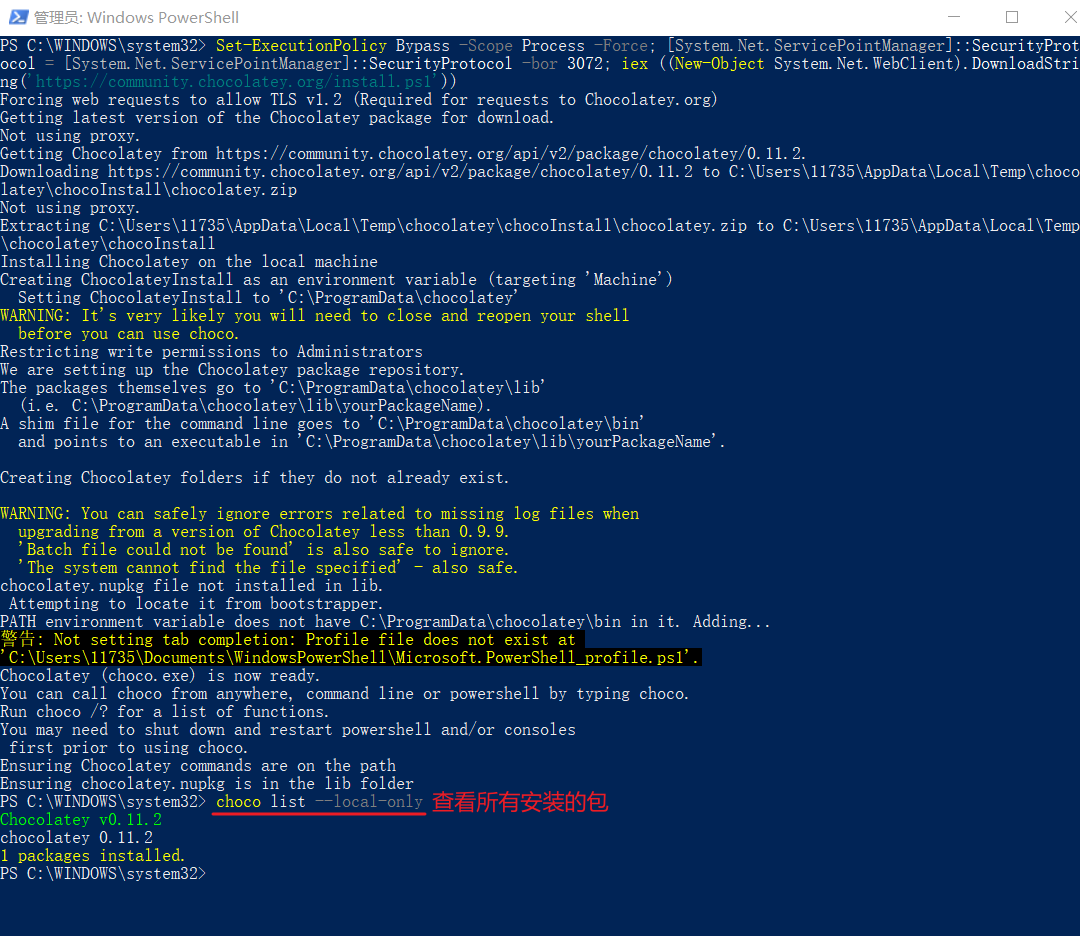 管理员: Windows PowerShell
PS C:\WINDOWS\system32> Set-ExecutionPolicy Bypass -Scope Process -Force; [System.Net.ServicePointManager]::SecurityProt
ocol = [System.Net.ServicePointManager]::SecurityProtocol -bor 3072; iex ((New-Object System.Net.WebClient).DownloadStri
ng('https://community.chocolatey.org/install.ps1'))
Forcing web requests to allow TLS v1.2 (Required for requests to Chocolatey.org)
Getting latest version of the Chocolatey package for download.
Not using proxy.
Getting Chocolatey from https://community.chocolatey.org/api/v2/package/chocolatey/0.11.2.
Downloading https://community.chocolatey.org/api/v2/package/chocolatey/0.11.2 to C:\Users\11735\AppData\Local\Temp\choco
latey\chocoInstall\chocolatey.zip
Not using proxy.
Extracting C:\Users\11735\AppData\Local\Temp\chocolatey\chocoInstall\chocolatey.zip to C:\Users\11735\AppData\Local\Temp
\chocolatey\chocoInstall
Installing Chocolatey on the local machine
Creating ChocolateyInstall as an environment variable (targeting 'Machine')
  Setting ChocolateyInstall to 'C:\ProgramData\chocolatey'
WARNING: It's very likely you will need to close and reopen your shell
  before you can use choco.
Restricting write permissions to Administrators
We are setting up the Chocolatey package repository.
The packages themselves go to 'C:\ProgramData\chocolatey\lib'
  (i.e. C:\ProgramData\chocolatey\lib\yourPackageName).
A shim file for the command line goes to 'C:\ProgramData\chocolatey\bin'
  and points to an executable in 'C:\ProgramData\chocolatey\lib\yourPackageName'.
Creating Chocolatey folders if they do not already exist.
WARNING: You can safely ignore errors related to missing log files when
  upgrading from a version of Chocolatey less than 0.9.9.
  'Batch file could not be found' is also safe to ignore.
  'The system cannot find the file specified' - also safe.
chocolatey.nupkg file not installed in lib.
 Attempting to locate it from bootstrapper.
PATH environment variable does not have C:\ProgramData\chocolatey\bin in it. Adding...
警告: Not setting tab completion: Profile file does not exist at
'C:\Users\11735\Documents\WindowsPowerShell\Microsoft.PowerShell_profile.ps1'.
Chocolatey (choco.exe) is now ready.
You can call choco from anywhere, command line or powershell by typing choco.
Run choco /? for a list of functions.
You may need to shut down and restart powershell and/or consoles
 first prior to using choco.
Ensuring Chocolatey commands are on the path
Ensuring chocolatey.nupkg is in the lib folder
PS C:\WINDOWS\system32> choco list --local-only 查看所有安装的包
Chocolatey v0.11.2
chocolatey 0.11.2
1 packages installed.
PS C:\WINDOWS\system32>